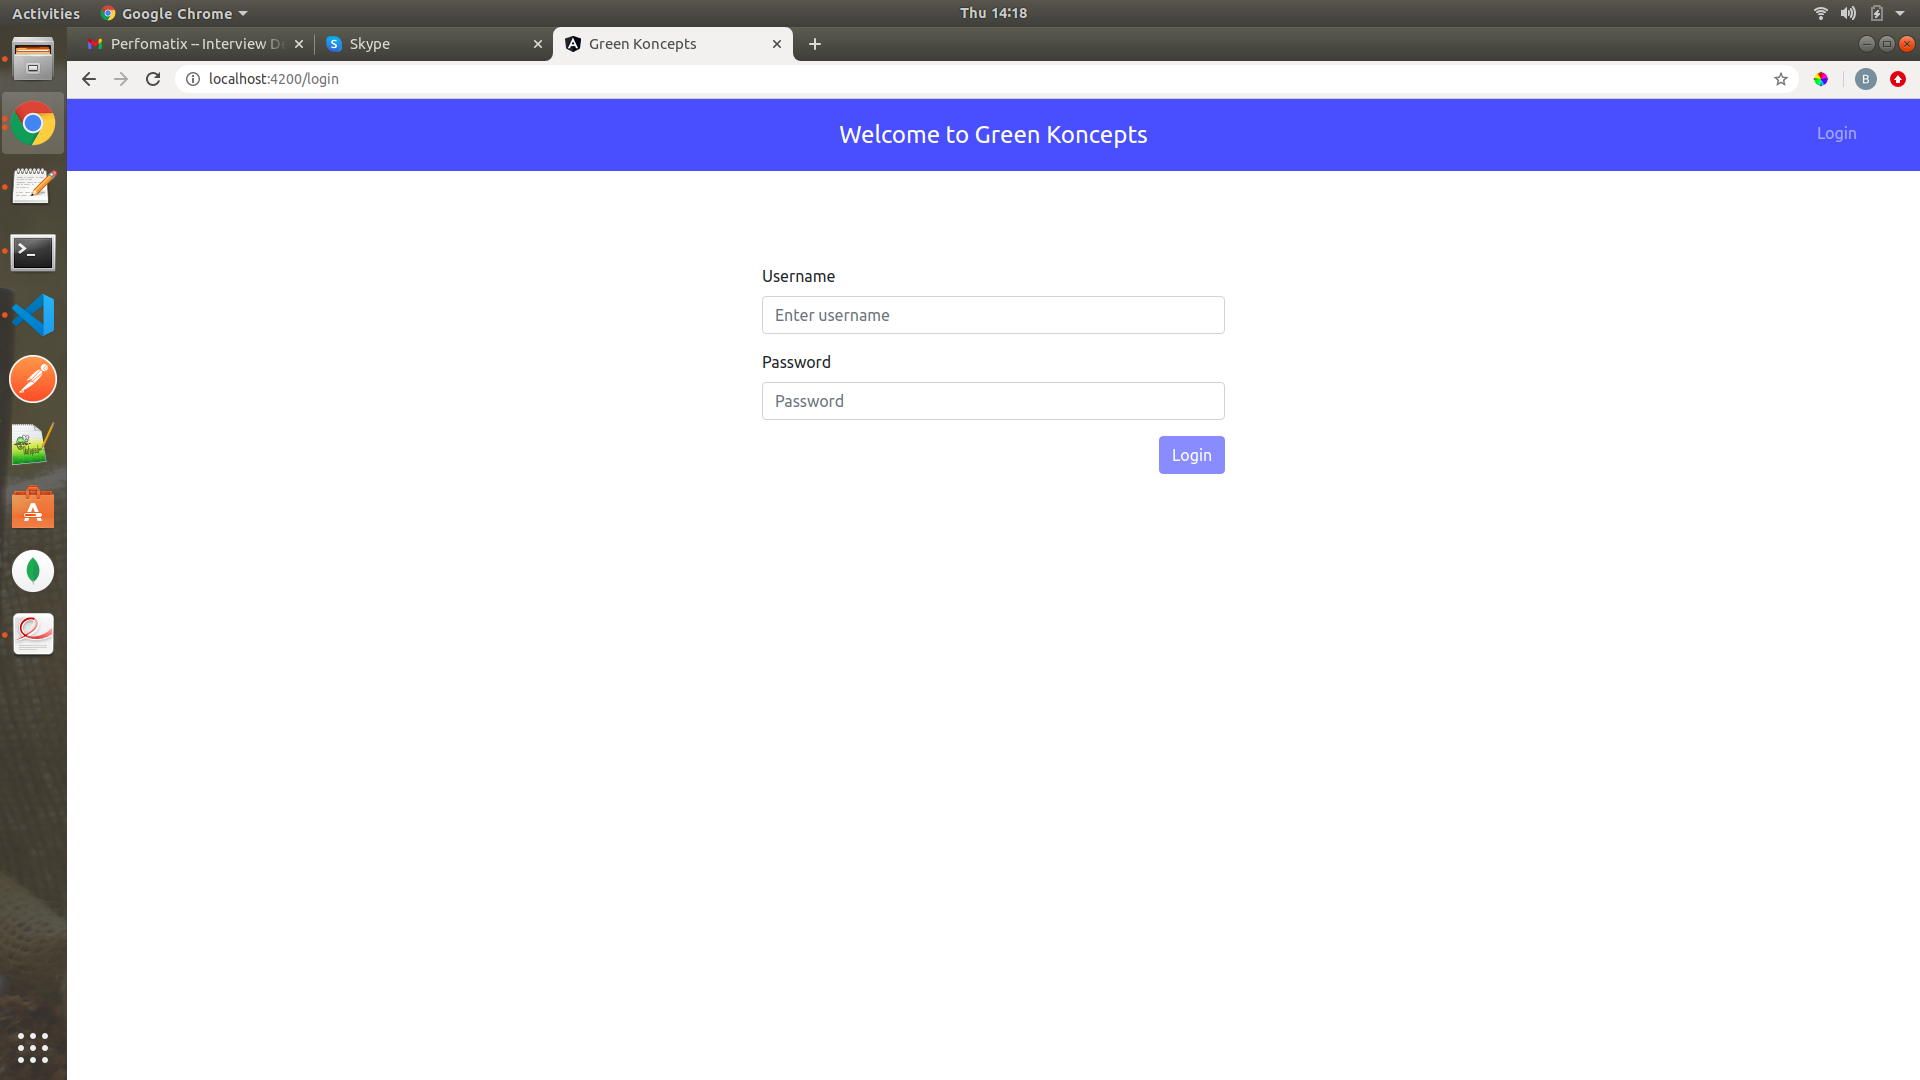 Activities
Google Chrome
Thu 14:18
Perfomatix – Interview
Skype
Green Koncepts
localhost:4200/login
B
Welcome to Green Koncepts
Login
Username
Enter username
Password
Password
Login